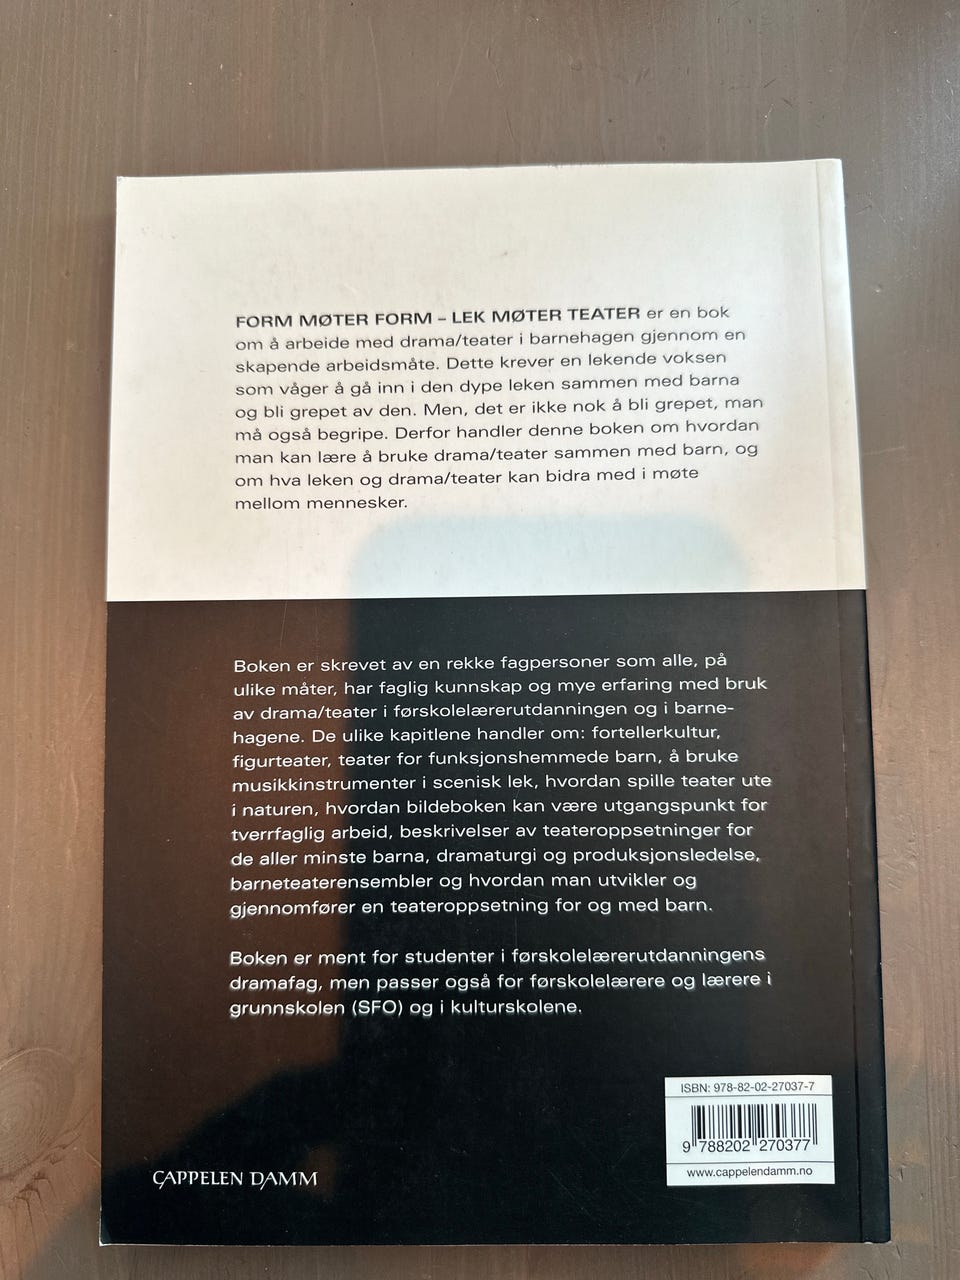 FORM MØTER FORM – LEK MØTER TEATER er en bok
om å arbeide med drama/teater i barnehagen gjennom en
skapende arbeidsmåte. Dette krever en lekende voksen
som våger å gå inn i den dype leken sammen med barna
og bli grepet av den. Men, det er ikke nok å bli grepet, man
må også begripe. Derfor handler denne boken om hvordan
man kan lære å bruke drama/teater sammen med barn, og
om hva leken og drama/teater kan bidra med i møte
mellom mennesker.
Boken er skrevet av en rekke fagpersoner som alle, på
ulike måter, har faglig kunnskap og mye erfaring med bruk
av drama/teater i førskolelærerutdanningen og i barne-
hagene. De ulike kapitlene handler om: fortellerkultur,
figurteater, teater for funksjonshemmede barn, å bruke
musikkinstrumenter i scenisk lek, hvordan spille teater ute
i naturen, hvordan bildeboken kan være utgangspunkt for
tverrfaglig arbeid, beskrivelser av teateroppsetninger for
de aller minste barna, dramaturgi og produksjonsledelse,
barneteaterensembler og hvordan man utvikler og
gjennomfører en teateroppsetning for og med barn.
Boken er ment for studenter i førskolelærerutdanningens
dramafag, men passer også for førskolelærere og lærere i
grunnskolen (SFO) og i kulturskolene.
ISBN: 978-82-02-27037-7
9 788202 270377
www.cappelendamm.no
CAPPELEN DAMM